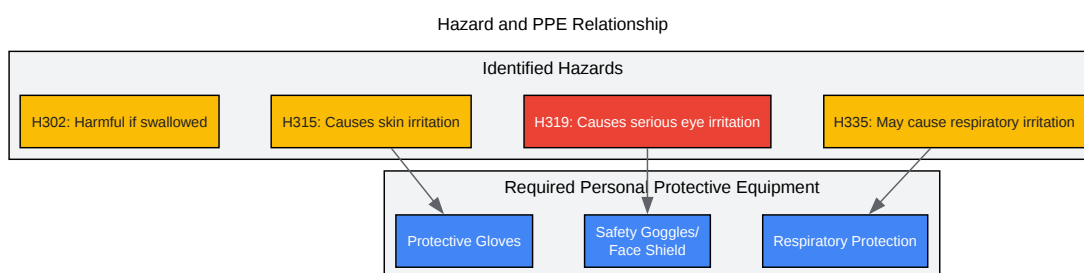 Hazard and PPE Relationship
Identified Hazards
H302: Harmful if swallowed
H315: Causes skin irritation
H319: Causes serious eye irritation
H335: May cause respiratory irritation
Required Personal Protective Equipment
Protective Gloves
Safety Goggles/
Face Shield
Respiratory Protection